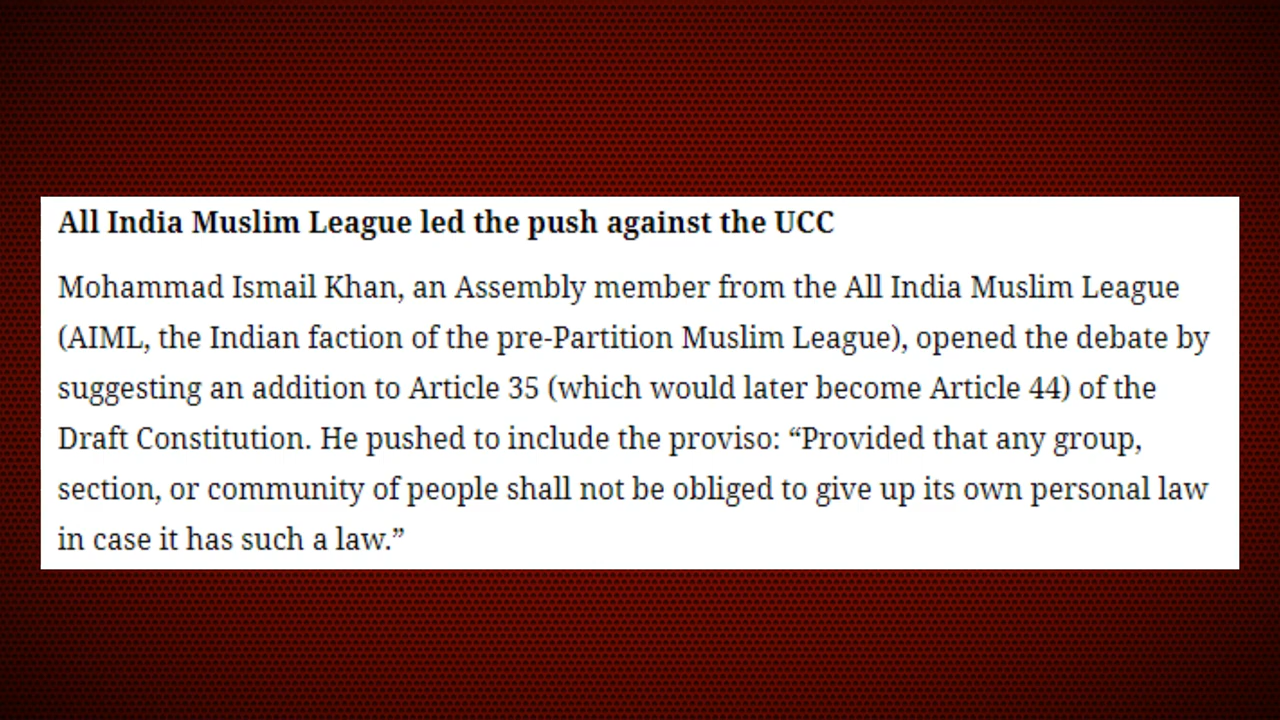 All India Muslim League led the push against the UCC
Mohammad Ismail Khan, an Assembly member from the All India Muslim League
(AIML, the Indian faction of the pre-Partition Muslim League), opened the debate by
suggesting an addition to Article 35 (which would later become Article 44) of the
Draft Constitution. He pushed to include the proviso: “Provided that any group,
section, or community of people shall not be obliged to give up its own personal law
in case it has such a law.”